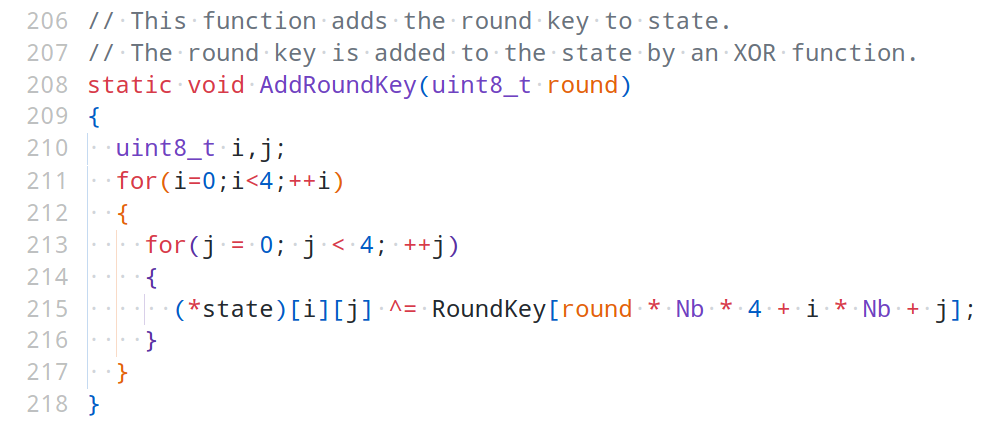 206 // This function adds the round key to state.
207 // The round key is added to the state by an XOR function.
208 static void AddRoundKey(uint8_t round)
209 {
210   uint8_t i,j;
211   for(i=0;i<4;++i)
212   {
213     for(j = 0; j < 4; ++j)
214     {
215       (*state)[i][j] ^= RoundKey[round * Nb * 4 + i * Nb + j];
216     }
217   }
218 }